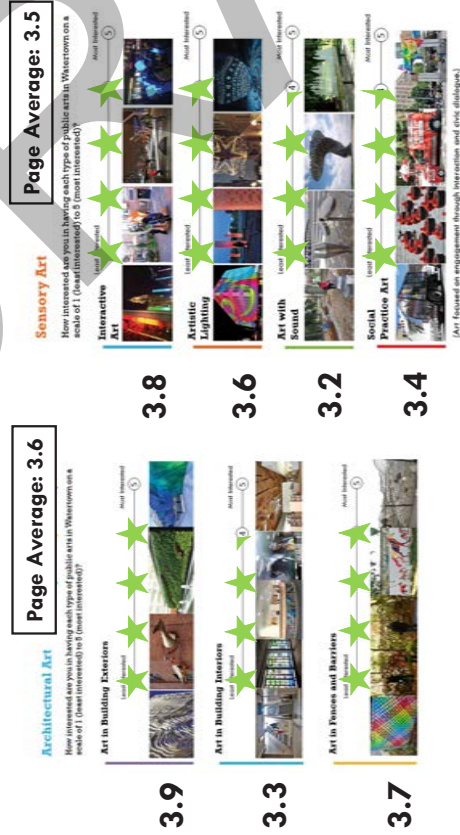 Architectural Art
Page Average: 3.6
How interested are you in having each type of public arts in Watertown on a
scale of 1 (least interested) to 5 (most interested)?
3.9
Art in Building Exteriors
Least Interested
Most Interested
5
3.3
Art in Building Interiors
Least Interested
Most Interested
4
5
3.7
Art in Fences and Barriers
Least Interested
Most Interested
5
Sensory Art
Page Average: 3.5
How interested are you in having each type of public arts in Watertown on a
scale of 1 (least interested) to 5 (most interested)?
3.8
Interactive
Art
Least Interested
Most Interested
5
3.6
Artistic
Lighting
Least Interested
Most Interested
5
3.2
Art with
Sound
Least Interested
Most Interested
4
5
3.4
Social
Practice Art
Least Interested
Most Interested
5
(Art focused on engagement through interaction and civic dialogue.)